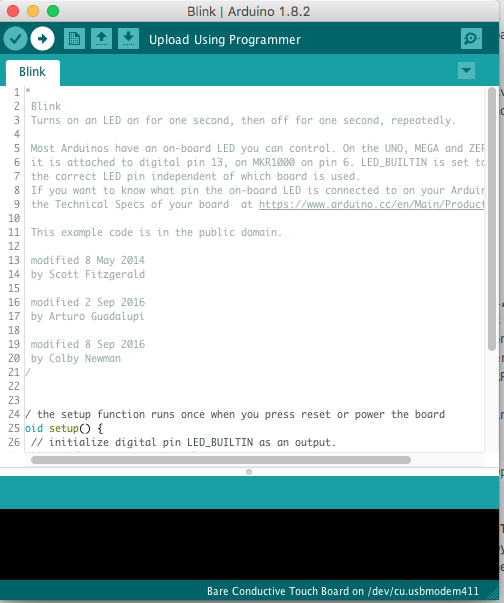 Blink | Arduino 1.8.2
Upload Using Programmer
Blink
1 *
2 Blink
3 Turns on an LED on for one second, then off for one second, repeatedly.
4
5 Most Arduinos have an on-board LED you can control. On the UNO, MEGA and ZER
6 it is attached to digital pin 13, on MKR1000 on pin 6. LED_BUILTIN is set to
7 the correct LED pin independent of which board is used.
8 If you want to know what pin the on-board LED is connected to on your Arduin
9 the Technical Specs of your board at https://www.arduino.cc/en/Main/Product
10
11 This example code is in the public domain.
12
13 modified 8 May 2014
14 by Scott Fitzgerald
15
16 modified 2 Sep 2016
17 by Arturo Guadalupi
18
19 modified 8 Sep 2016
20 by Colby Newman
21 /
22
23
24 / the setup function runs once when you press reset or power the board
25 oid setup() {
26 // initialize digital pin LED_BUILTIN as an output.
Bare Conductive Touch Board on /dev/cu.usbmodem411